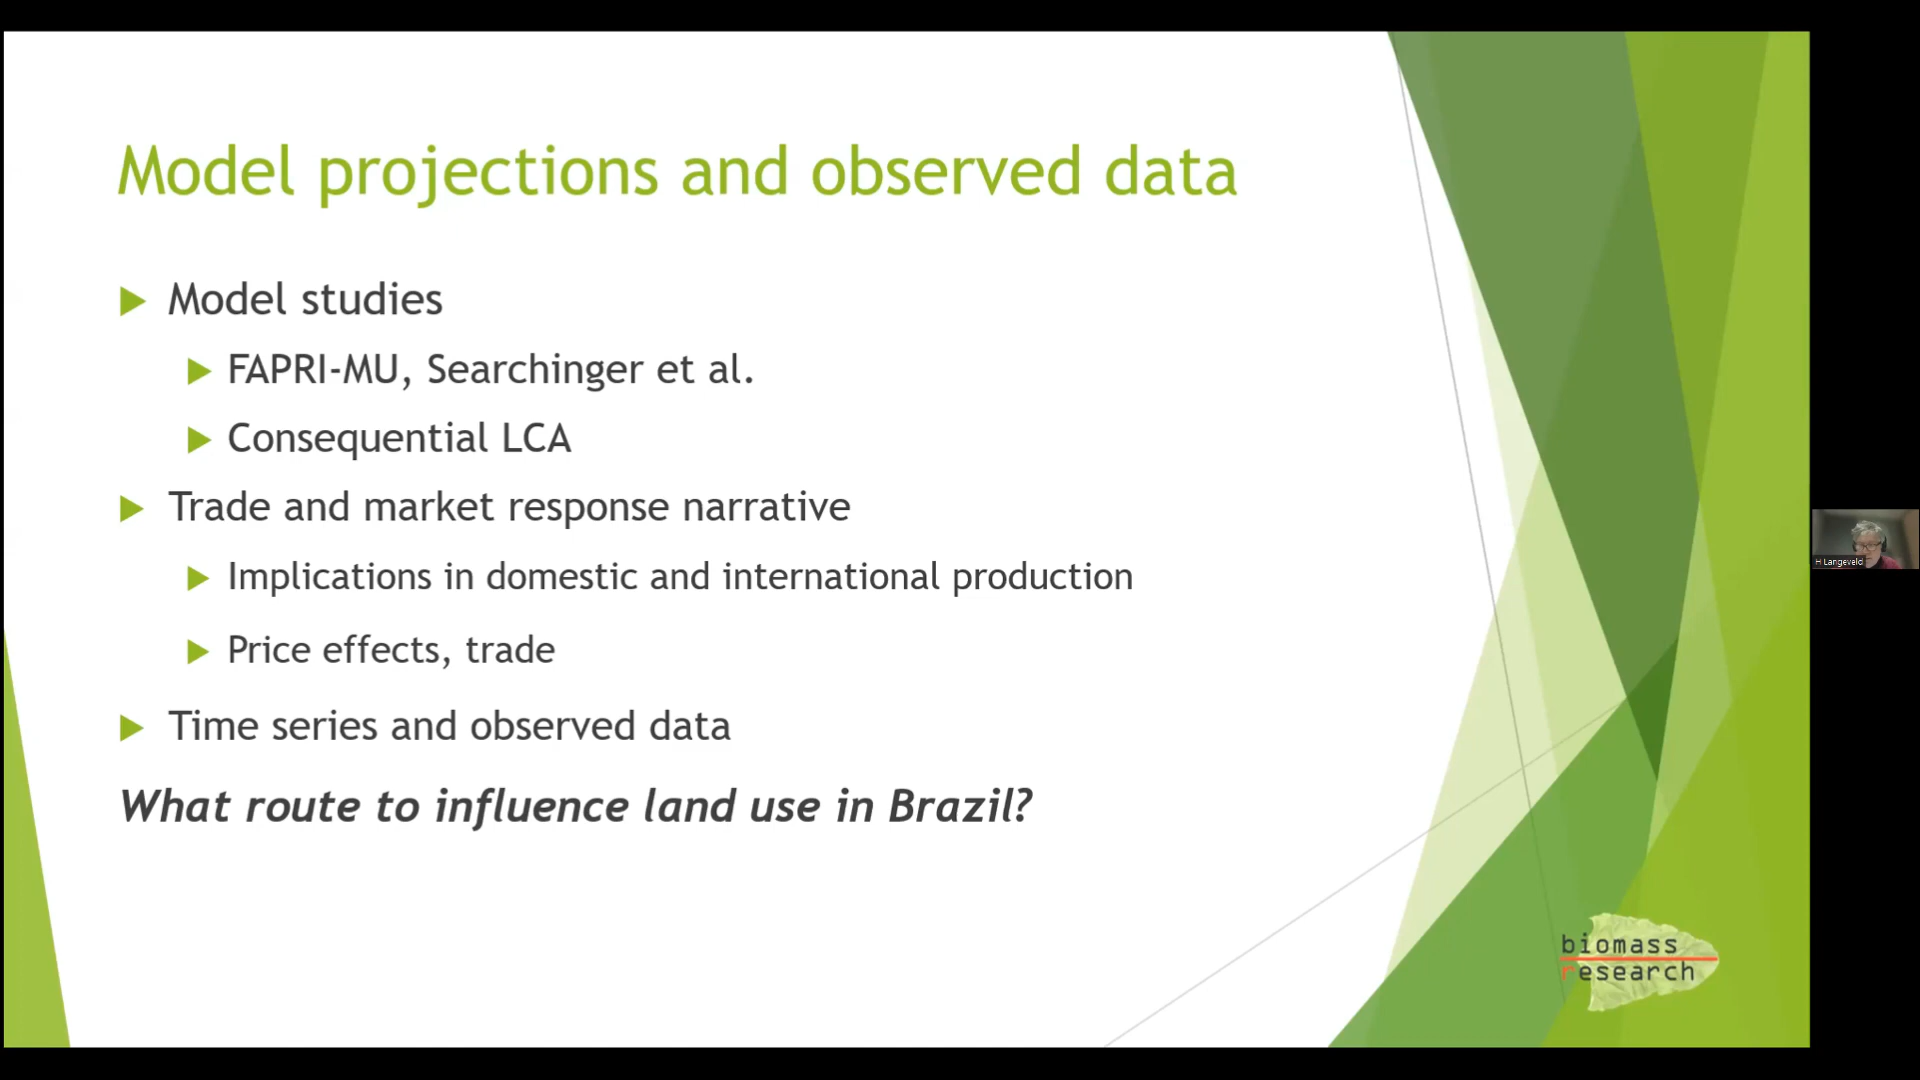 Model projections and observed data
Model studies
FAPRI-MU, Searchinger et al.
Consequential LCA
Trade and market response narrative
Implications in domestic and international production
Price effects, trade
Time series and observed data
What route to influence land use in Brazil?
H Langeveld
biomass
research